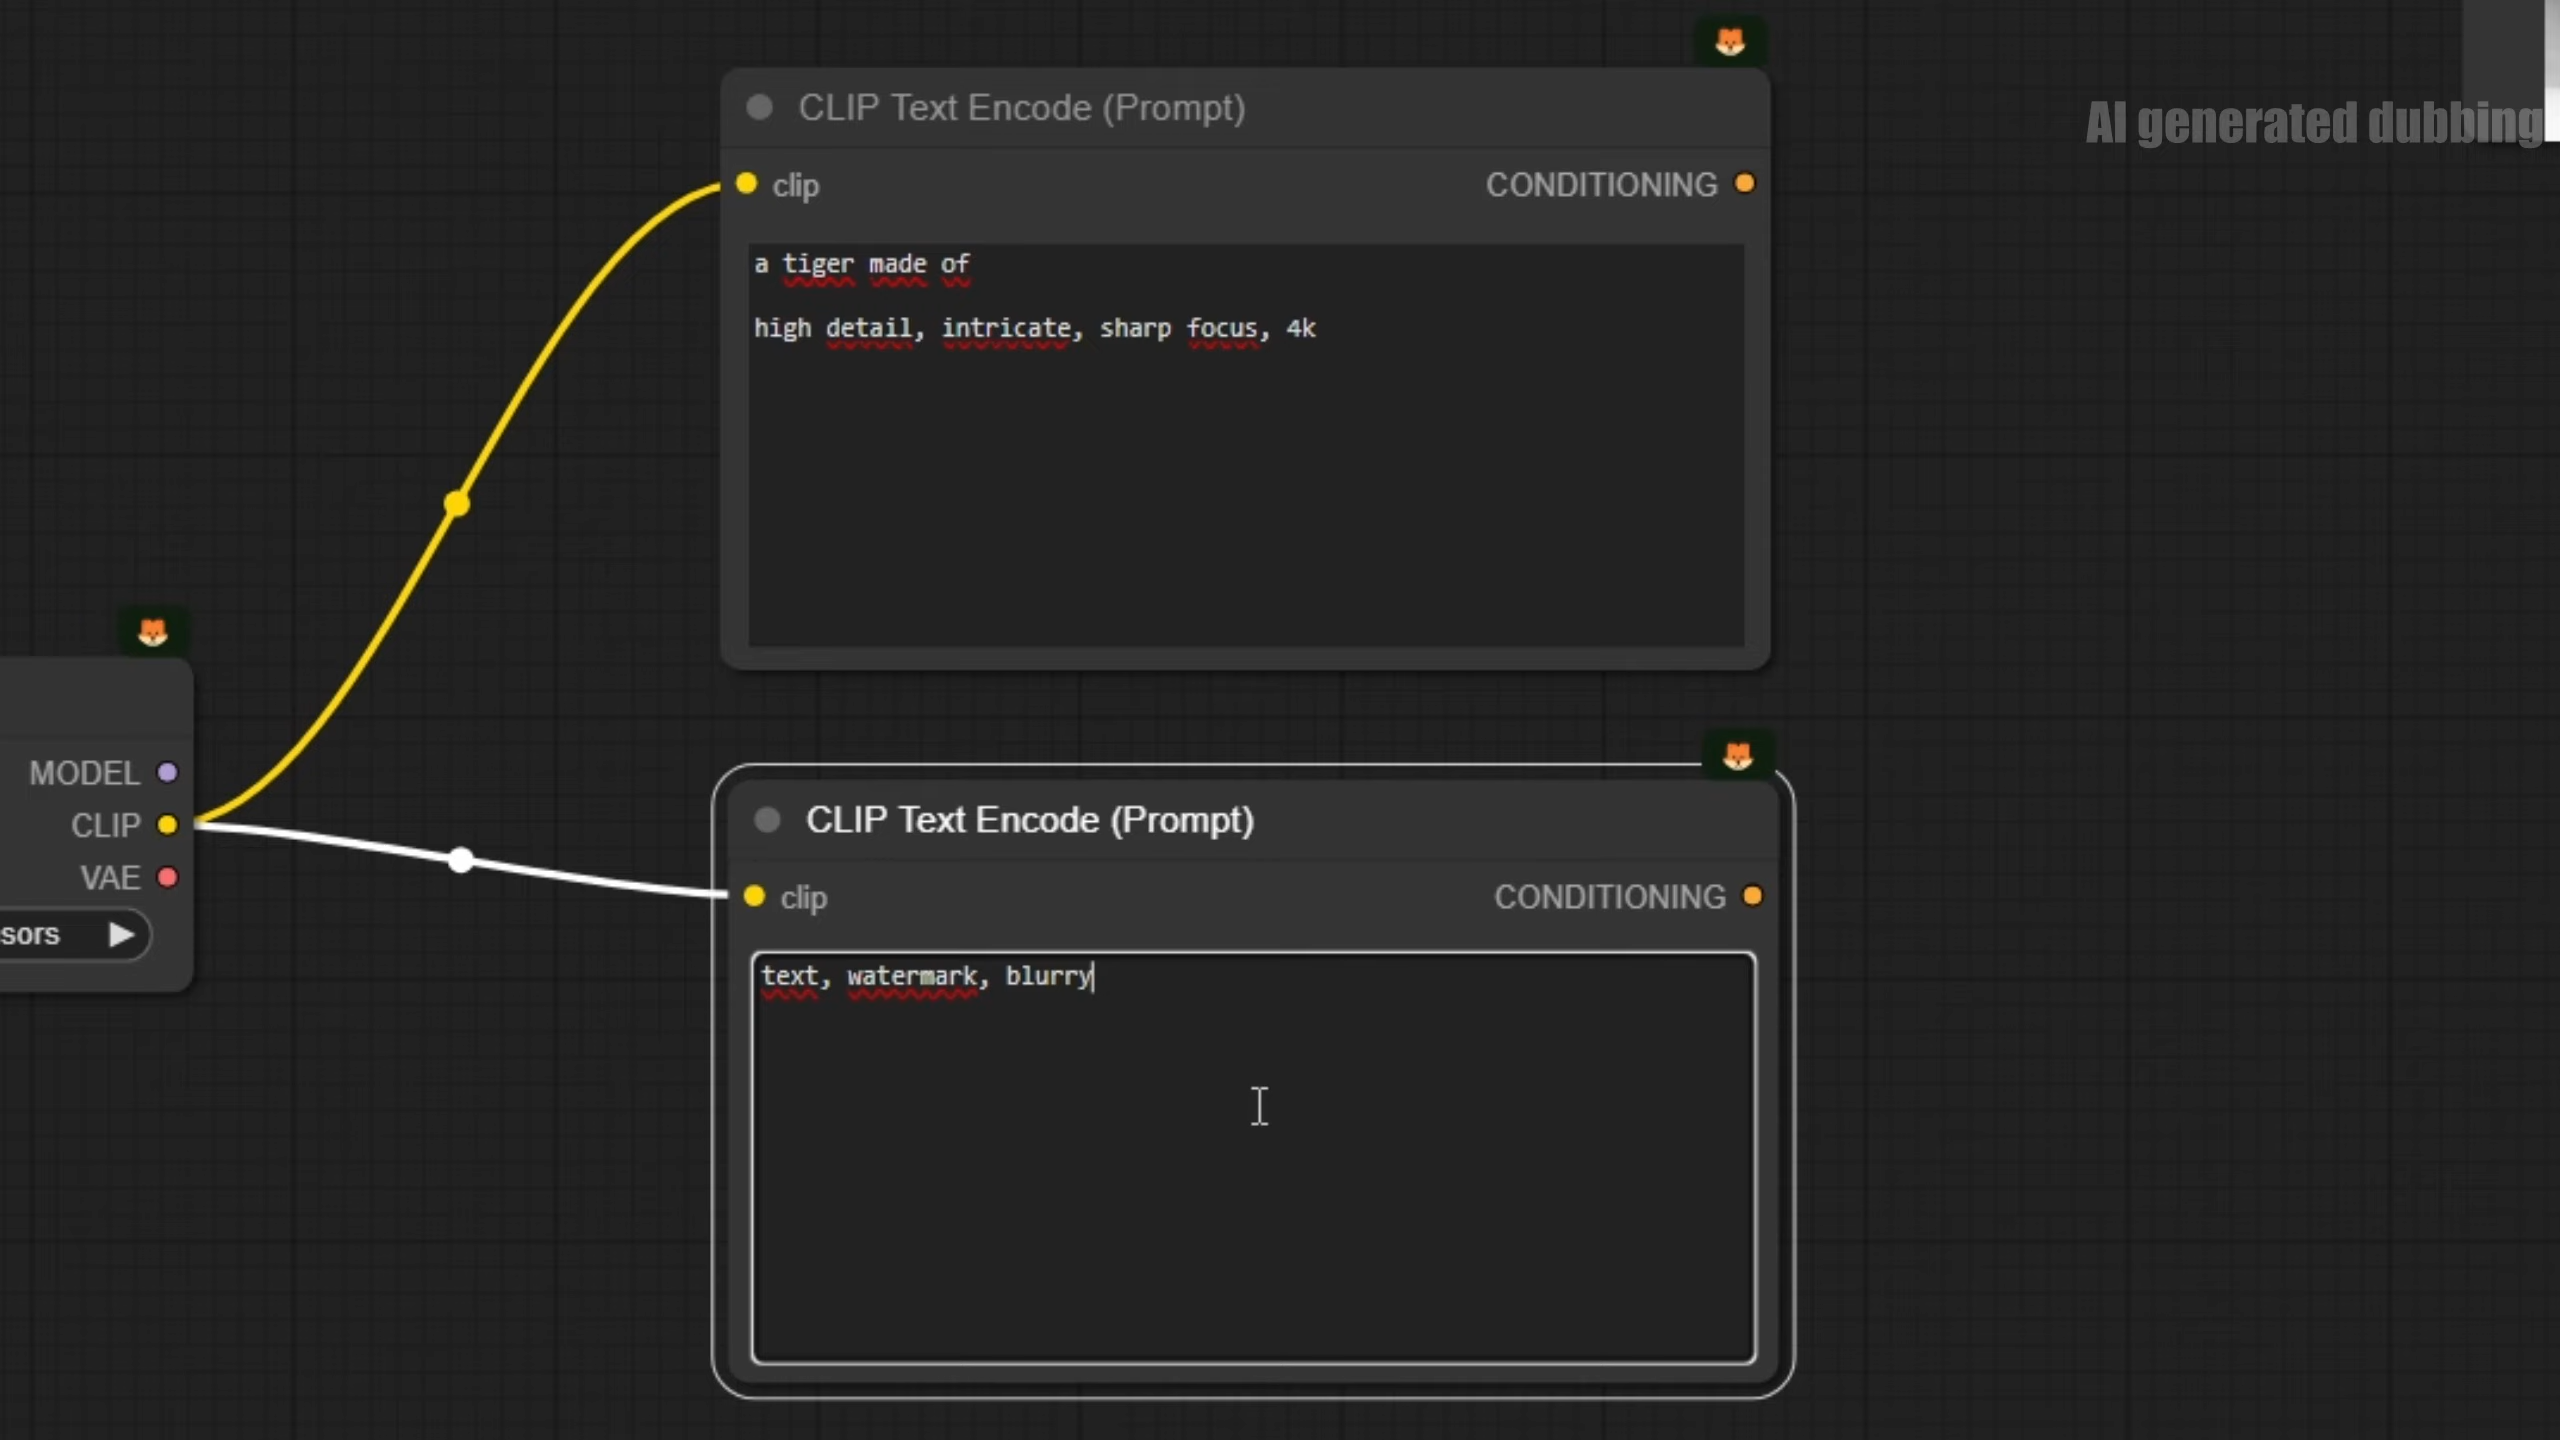 AI generated dubbing
CLIP Text Encode (Prompt)
clip
CONDITIONING
a tiger made of
high detail, intricate, sharp focus, 4k
MODEL
CLIP
VAE
sors
CLIP Text Encode (Prompt)
clip
CONDITIONING
text, watermark, blurry